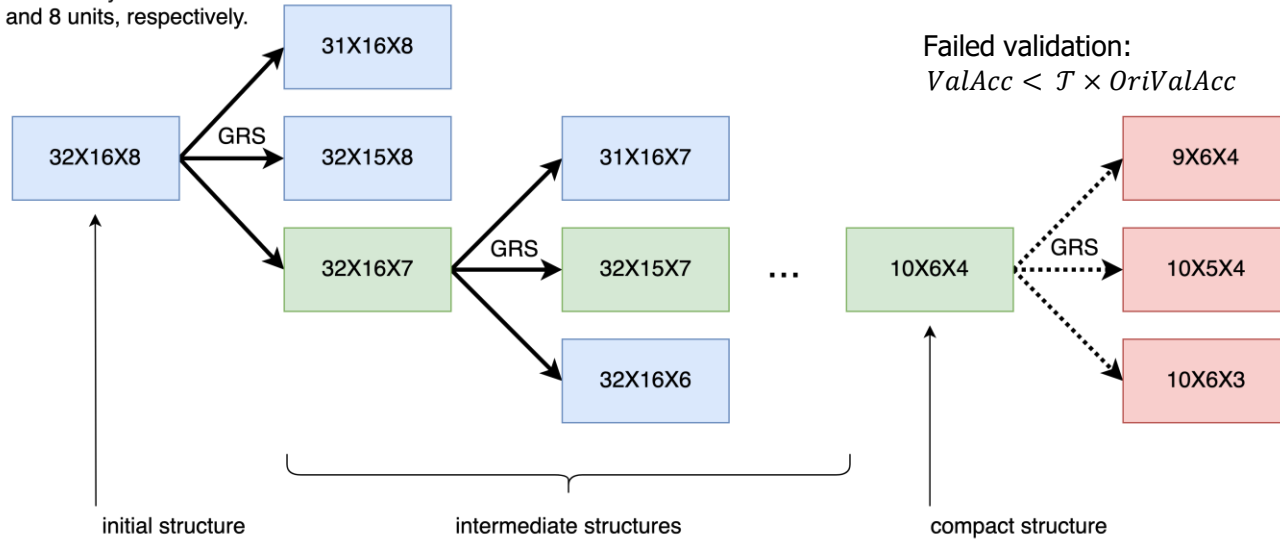 and 8 units, respectively.
31X16X8
Failed validation:
ValAcc < 𝒯 × OriValAcc
32X16X8
GRS
32X15X8
31X16X7
9X6X4
32X16X7
GRS
32X15X7
...
10X6X4
GRS
10X5X4
32X16X6
10X6X3
initial structure
intermediate structures
compact structure